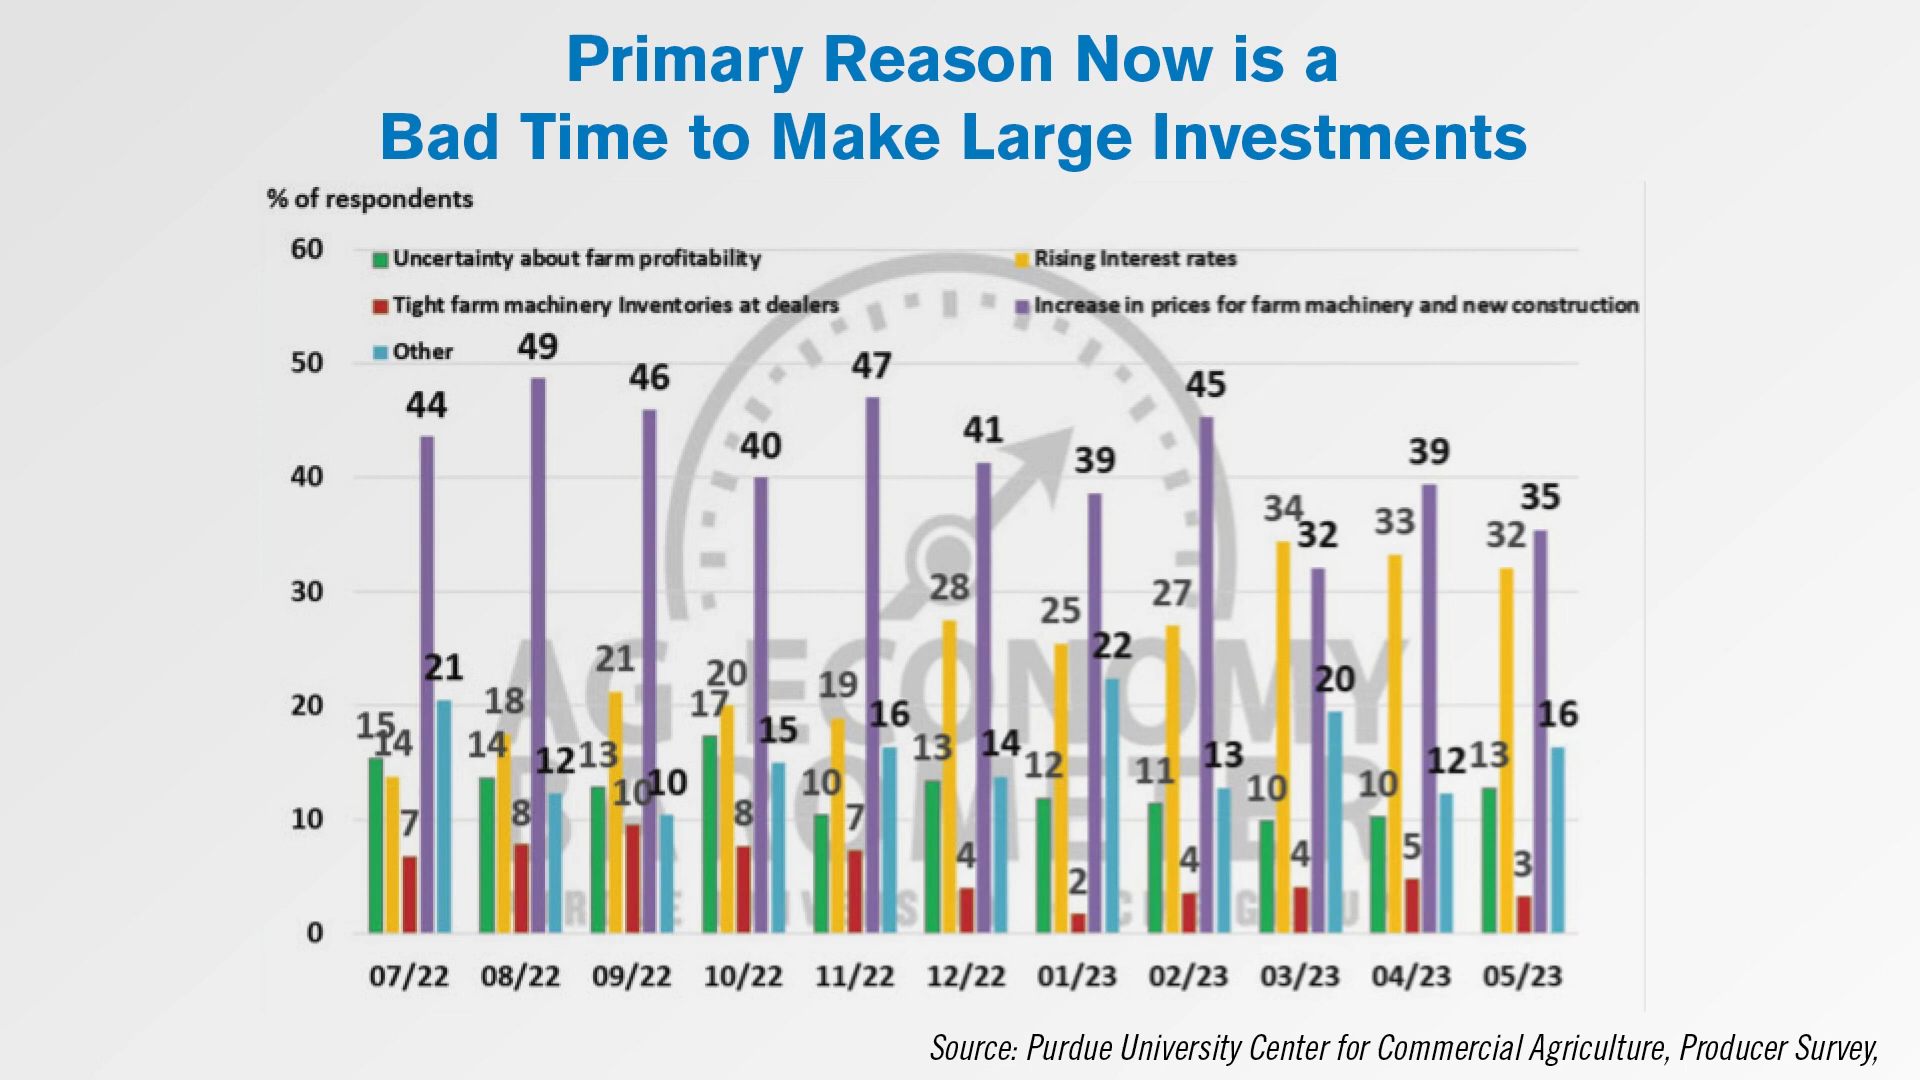 Primary Reason Now is a
Bad Time to Make Large Investments
% of respondents
60
50
40
30
20
10
0
Uncertainty about farm profitability
Rising Interest rates
Tight farm machinery Inventories at dealers
Increase in prices for farm machinery and new construction
Other
15 14 7 44 21
14 18 8 49 12
13 21 10 46 10
17 20 8 40 15
10 19 7 47 16
13 28 4 41 14
12 25 2 39 22
11 27 4 45 13
10 34 4 32 20
10 33 5 39 12
13 32 3 35 16
AG ECONOMY
BAROMETER
07/22 08/22 09/22 10/22 11/22 12/22 01/23 02/23 03/23 04/23 05/23
Source: Purdue University Center for Commercial Agriculture, Producer Survey,